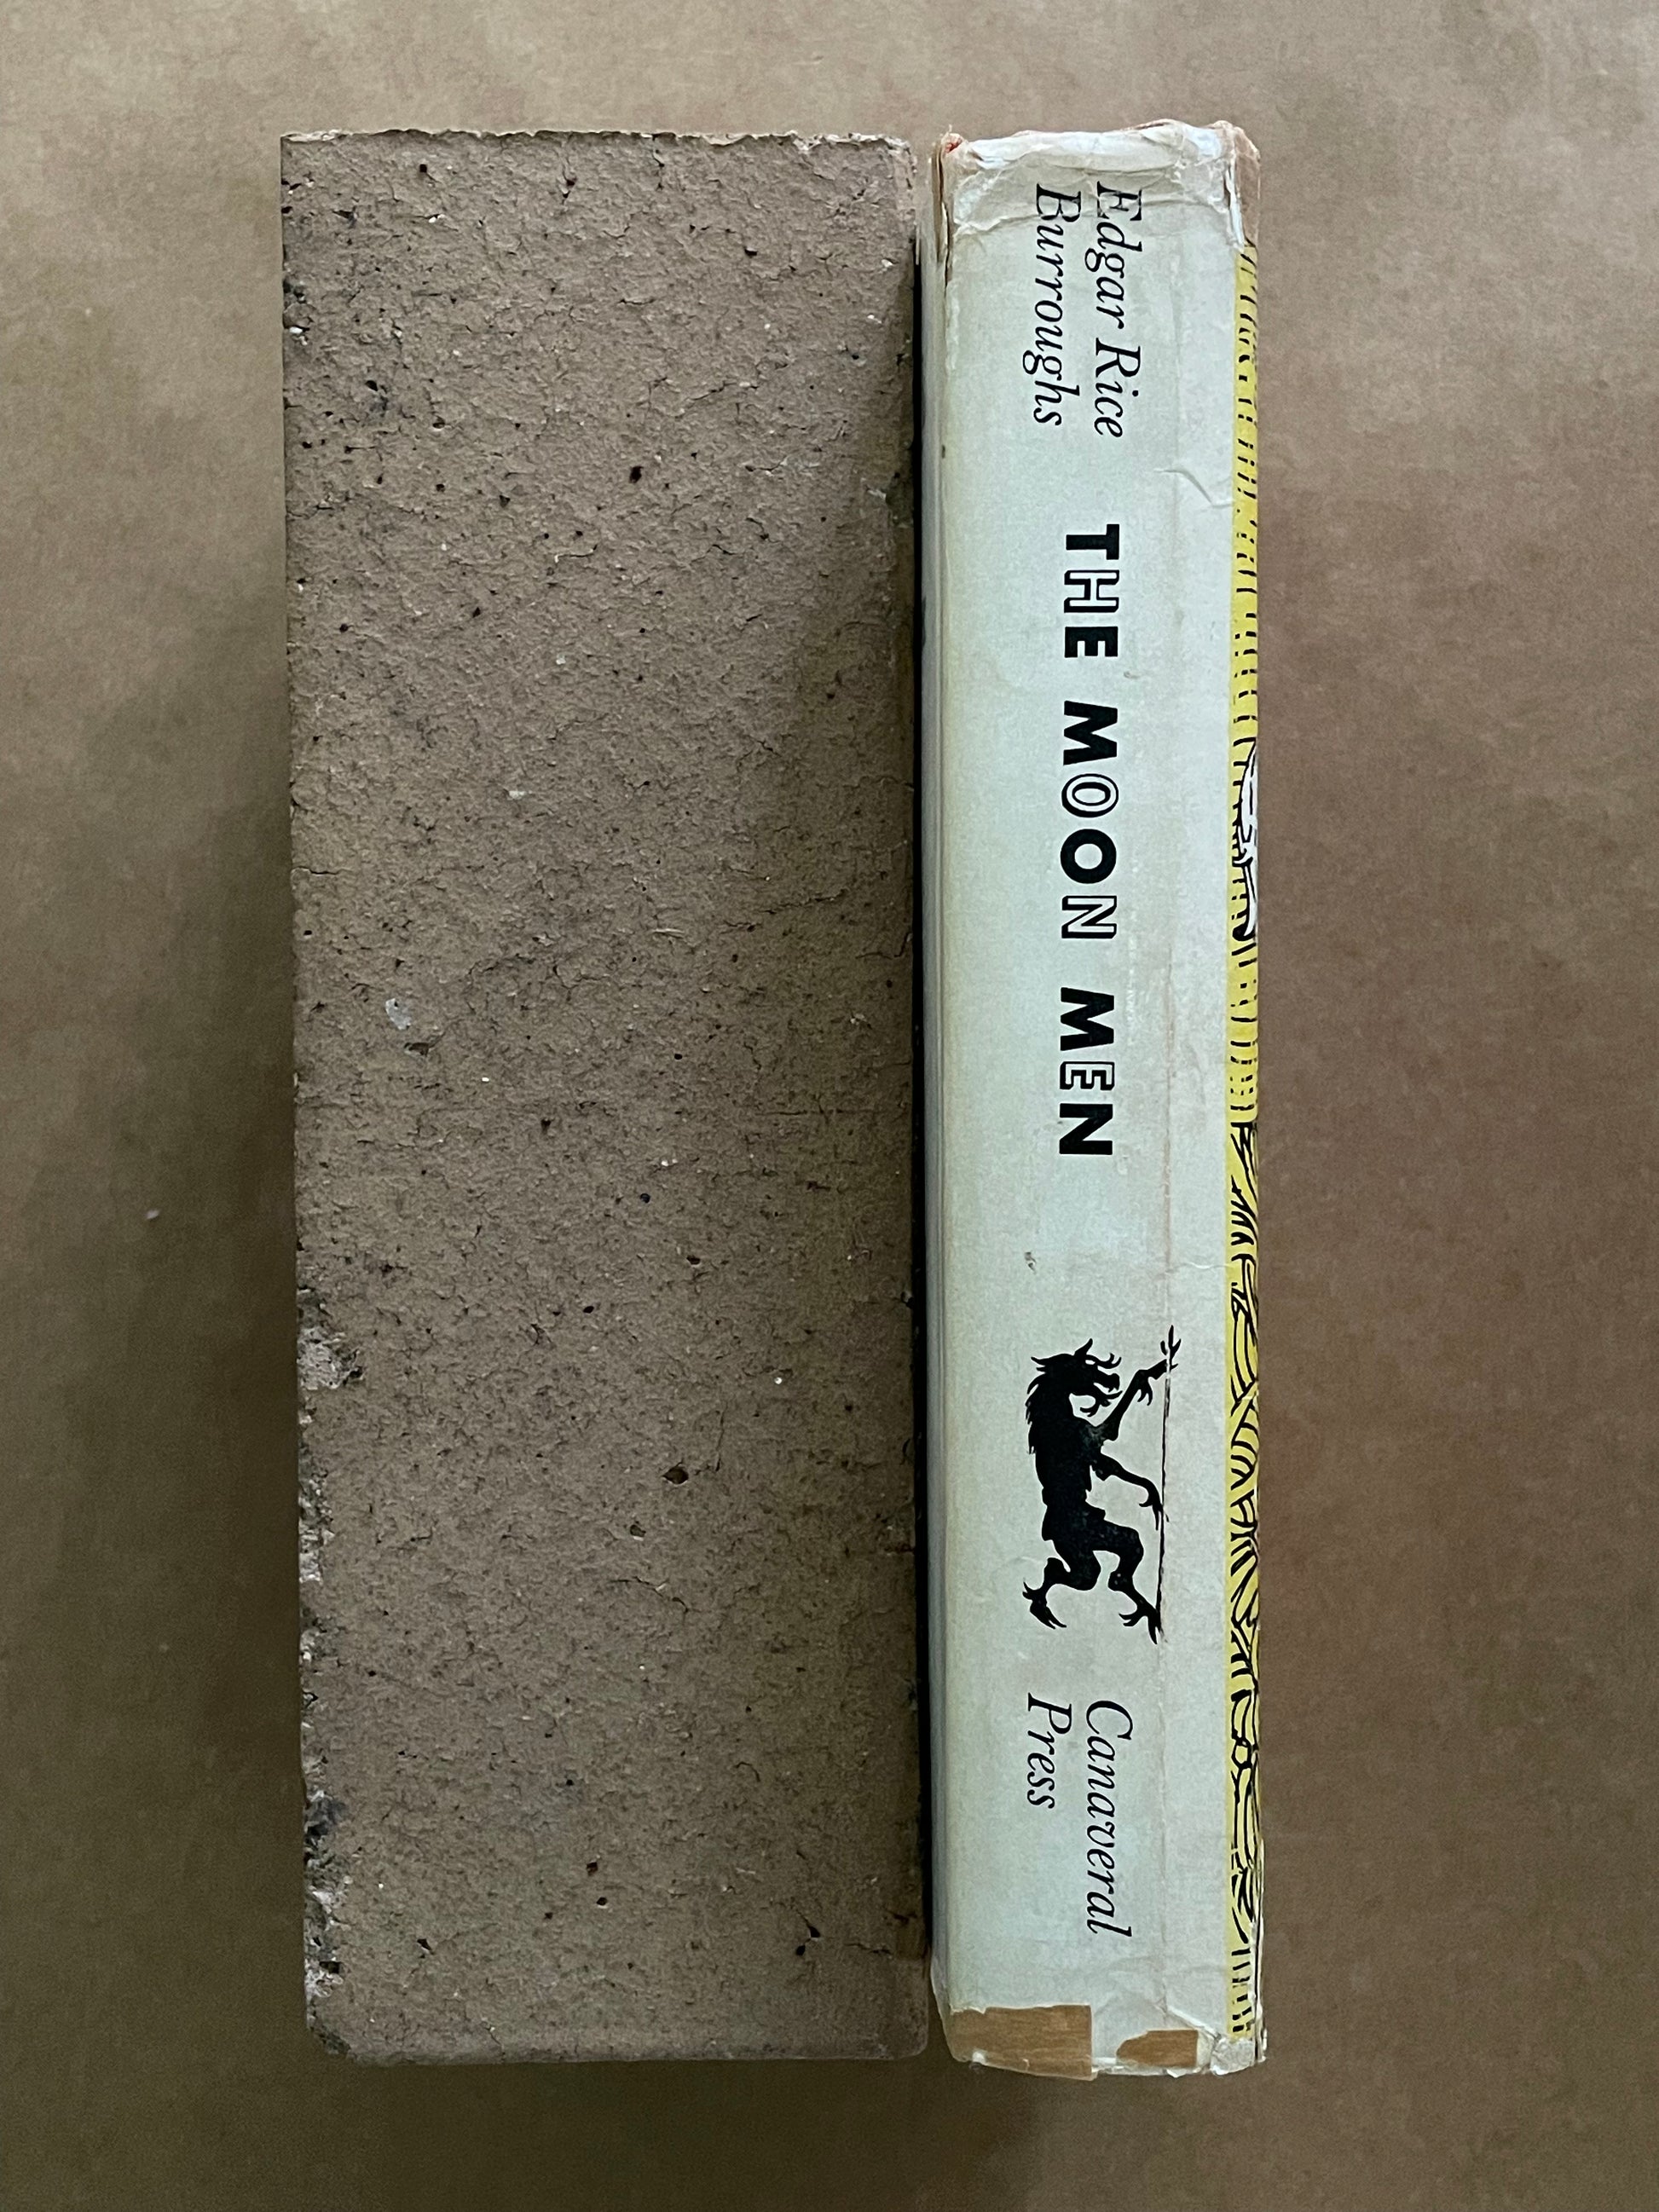 Edgar Rice
Burroughs
THE MOON MEN
Canaveral
Press